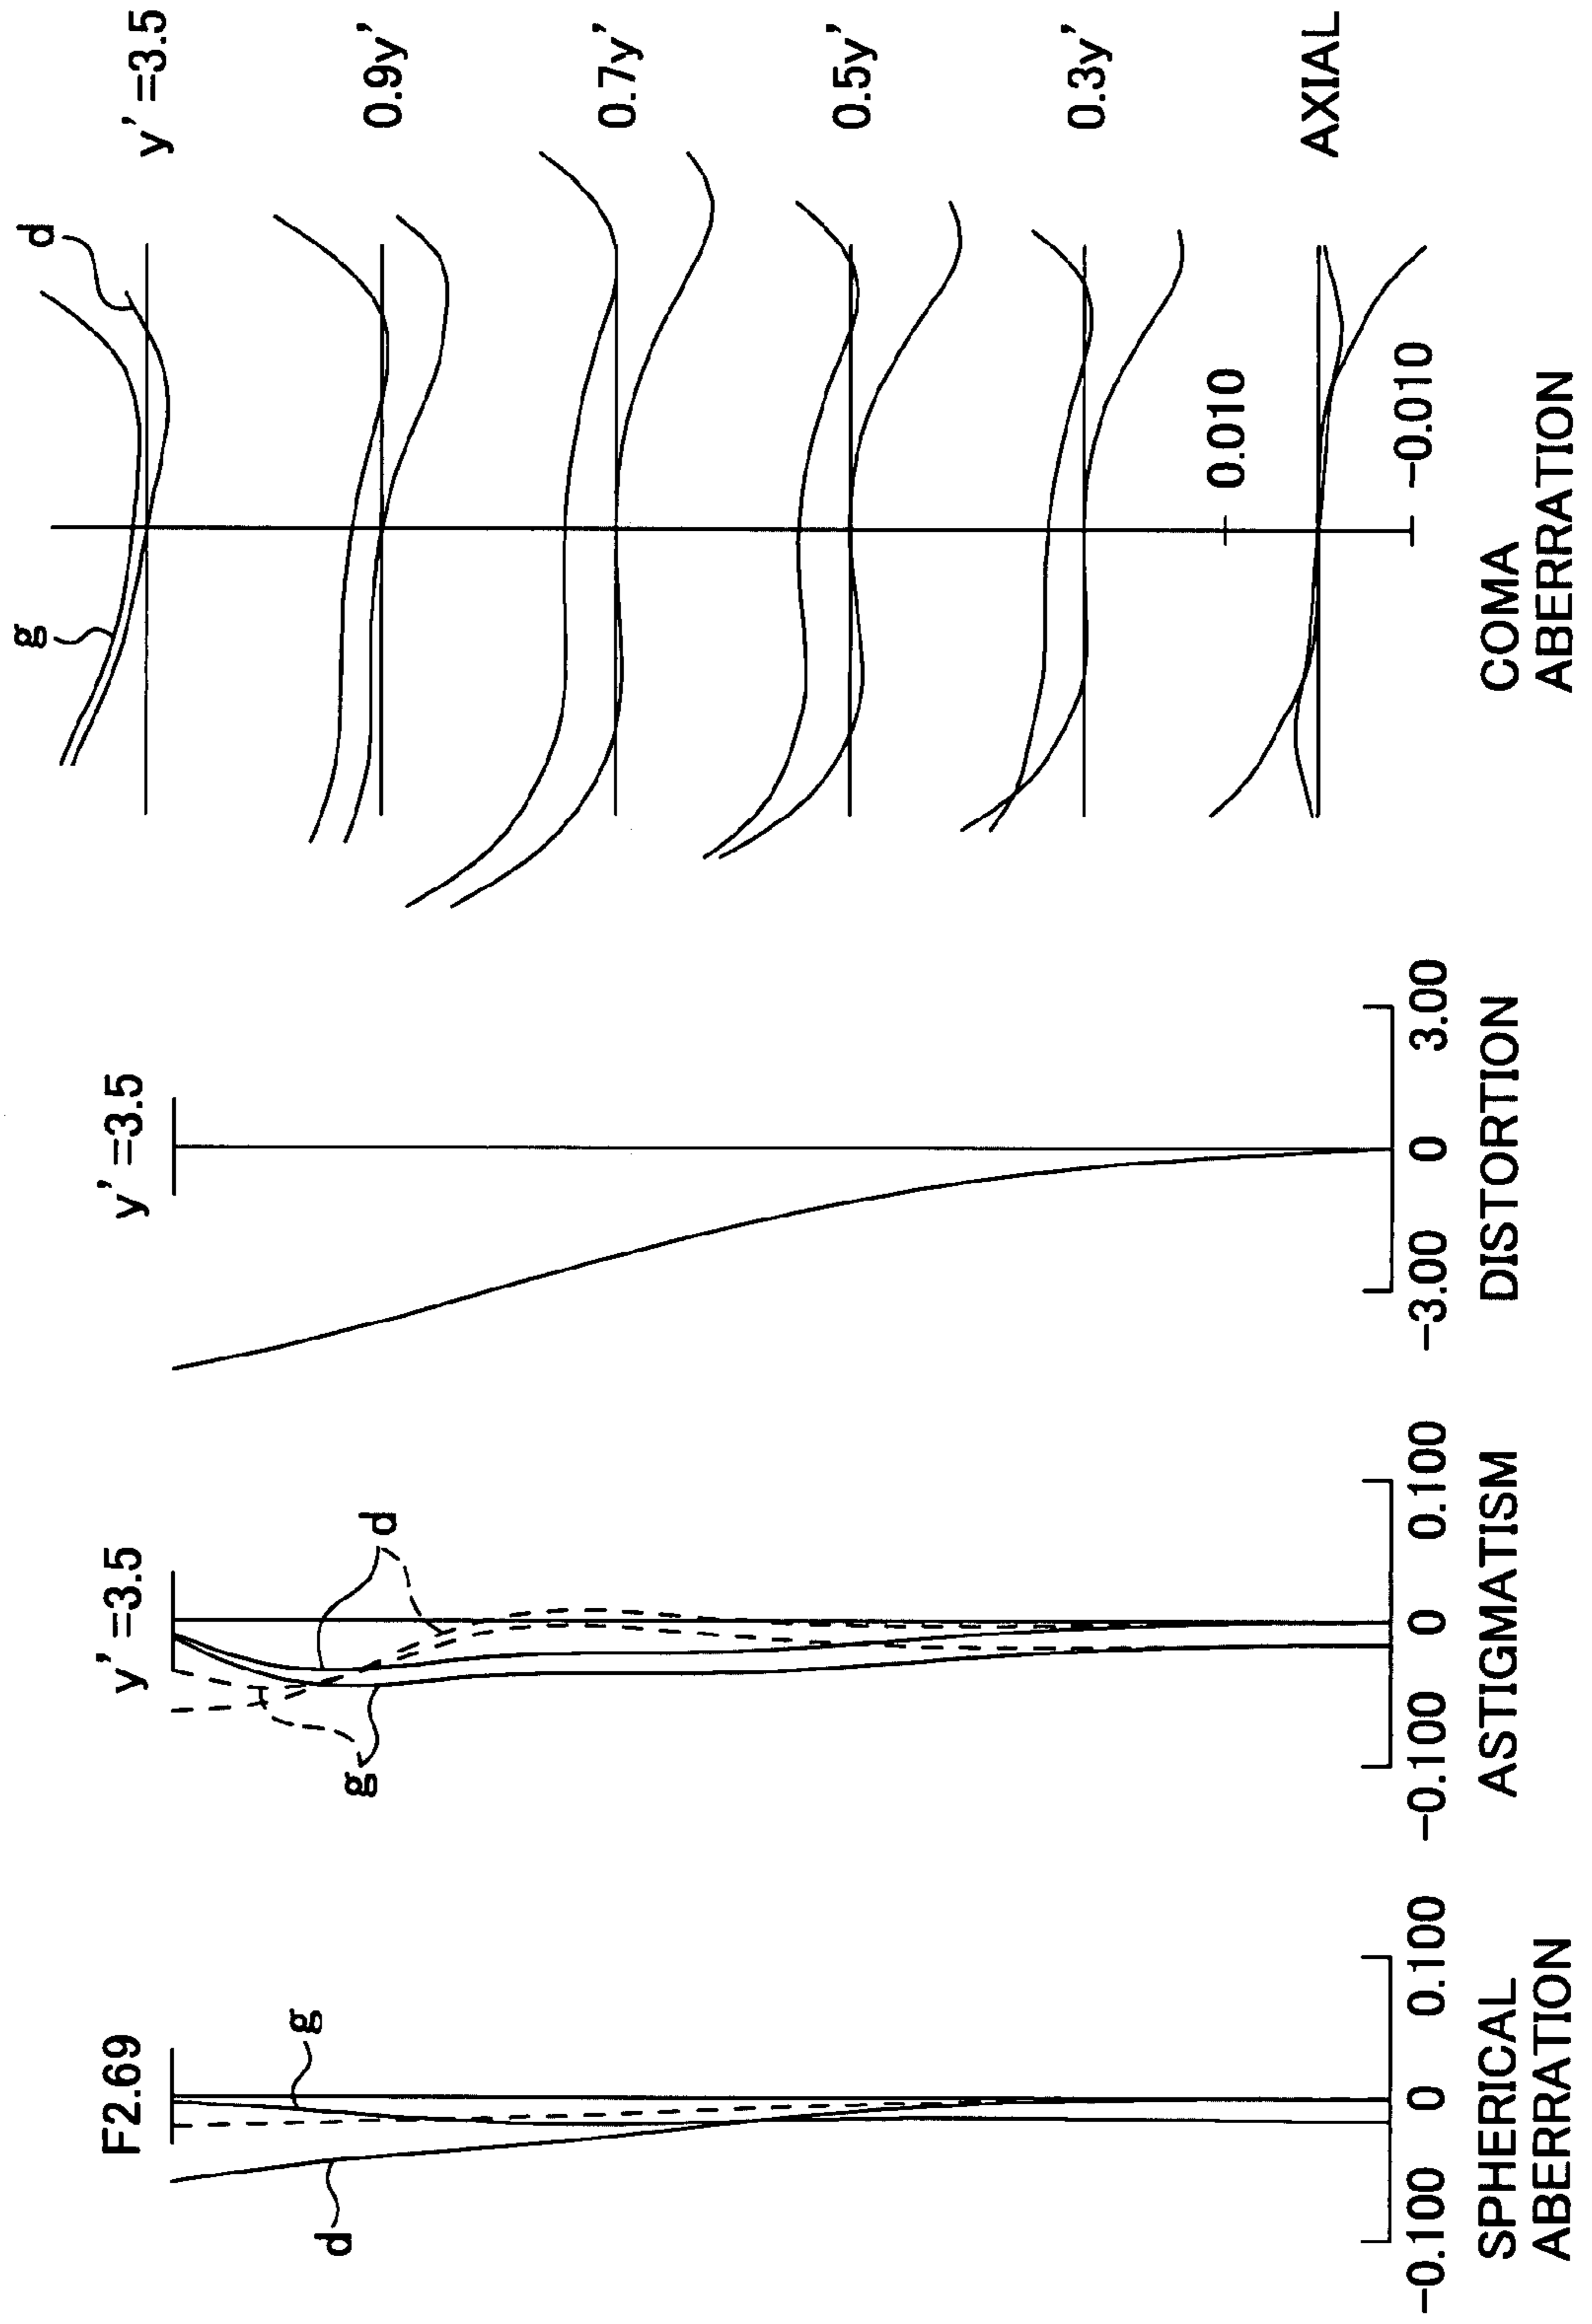 F2.69
g
d
-0.100 0 0.100
SPHERICAL
ABERRATION
y' =3.5
d
g
-0.100 0 0.100
ASTIGMATISM
y' =3.5
-3.00 0 3.00
DISTORTION
g
d
y' =3.5
0.9y'
0.7y'
0.5y'
0.3y'
0.010
AXIAL
-0.010
COMA
ABERRATION